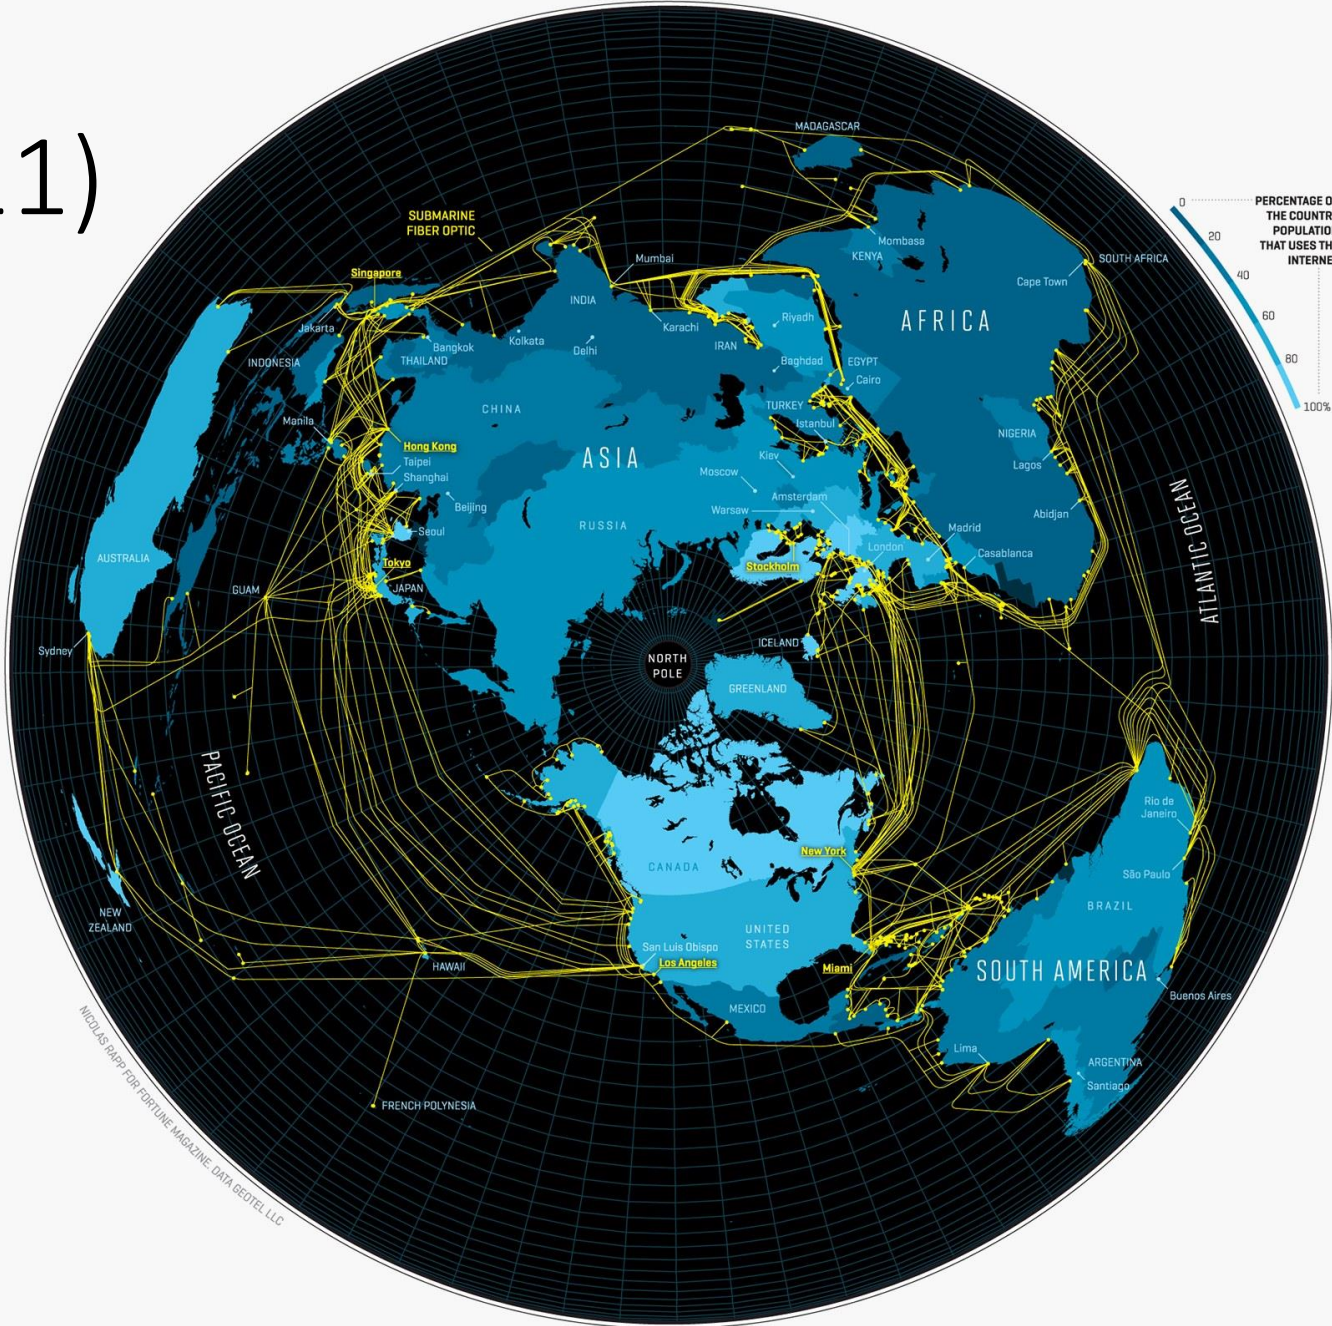 .1)
MADAGASCAR
0
PERCENTAGE O
THE COUNTR
POPULATIO
THAT USES TH
INTERNE
20
40
60
80
100%
SUBMARINE
FIBER OPTIC
Mombasa
KENYA
SOUTH AFRICA
Cape Town
Mumbai
Singapore
INDIA
AFRICA
Riyadh
Jakarta
Karachi
Kolkata
Delhi
IRAN
Bangkok
THAILAND
INDONESIA
Baghdad
EGYPT
Cairo
CHINA
TURKEY
Istanbul
Manila
NIGERIA
Hong Kong
ASIA
Kiev
Lagos
Taipei
Shanghai
Moscow
Amsterdam
Beijing
Warsaw
Abidjan
ATLANTIC OCEAN
RUSSIA
Seoul
Madrid
London
Casablanca
AUSTRALIA
Tokyo
Stockholm
GUAM
JAPAN
Sydney
ICELAND
NORTH
POLE
GREENLAND
PACIFIC OCEAN
Rio de
Janeiro
New York
CANADA
São Paulo
BRAZIL
NEW
ZEALAND
UNITED
STATES
San Luis Obispo
Los Angeles
HAWAII
Miami
SOUTH AMERICA
Buenos Aires
MEXICO
Lima
ARGENTINA
Santiago
FRENCH POLYNESIA
NICOLAS RAPP FOR FORTUNE MAGAZINE. DATA GEOTEL LLC